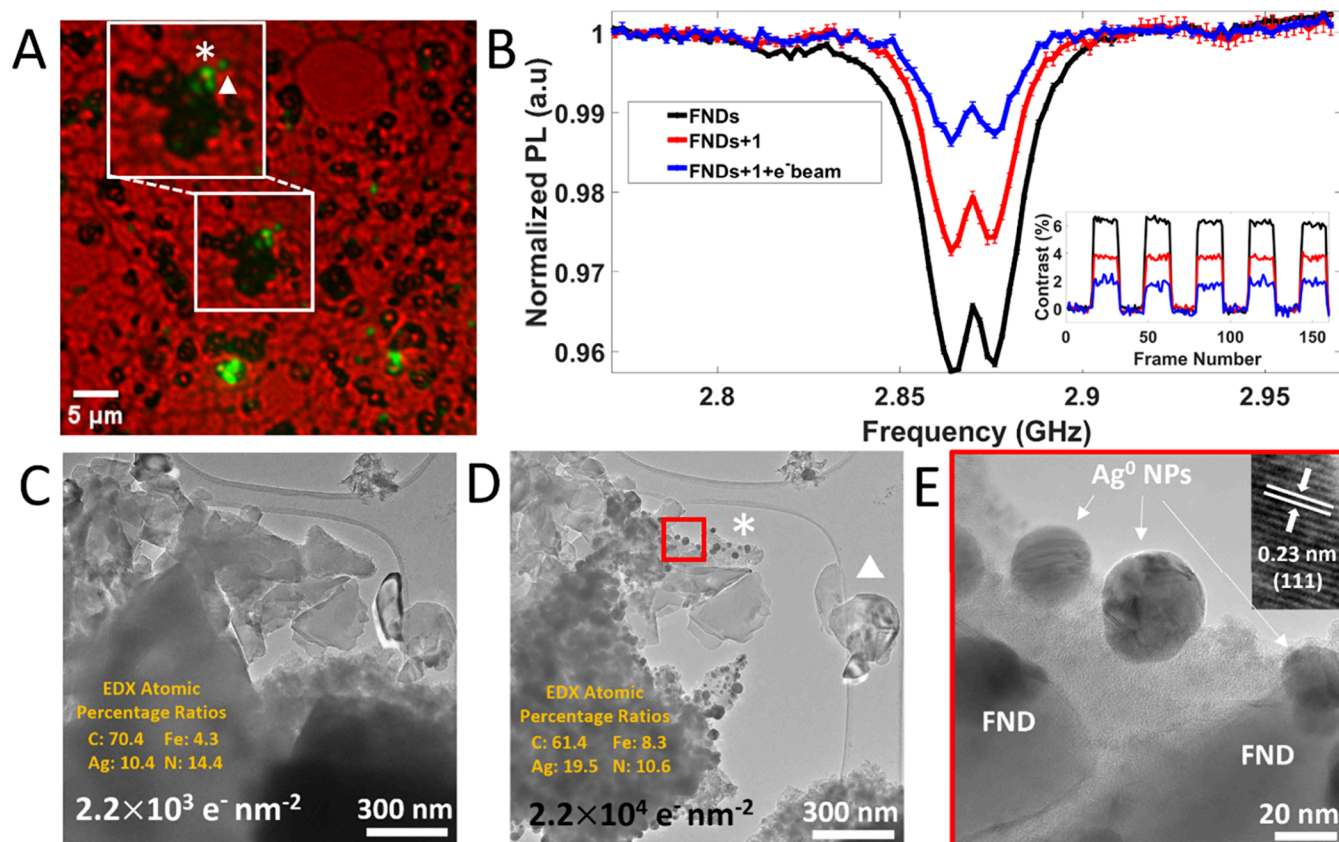 A
*
5 μm
B
Normalized PL (a.u)
1
0.99
0.98
0.97
0.96
FNDs
FNDs+1
FNDs+1+e⁻beam
Contrast (%)
6
4
2
0
0
50
100
150
Frame Number
2.8
2.85
2.9
2.95
Frequency (GHz)
C
EDX Atomic
Percentage Ratios
C: 70.4 Fe: 4.3
Ag: 10.4 N: 14.4
2.2×10³ e⁻ nm⁻²
300 nm
D
*
EDX Atomic
Percentage Ratios
C: 61.4 Fe: 8.3
Ag: 19.5 N: 10.6
2.2×10⁴ e⁻ nm⁻²
300 nm
E
Ag⁰ NPs
0.23 nm
(111)
FND
FND
20 nm